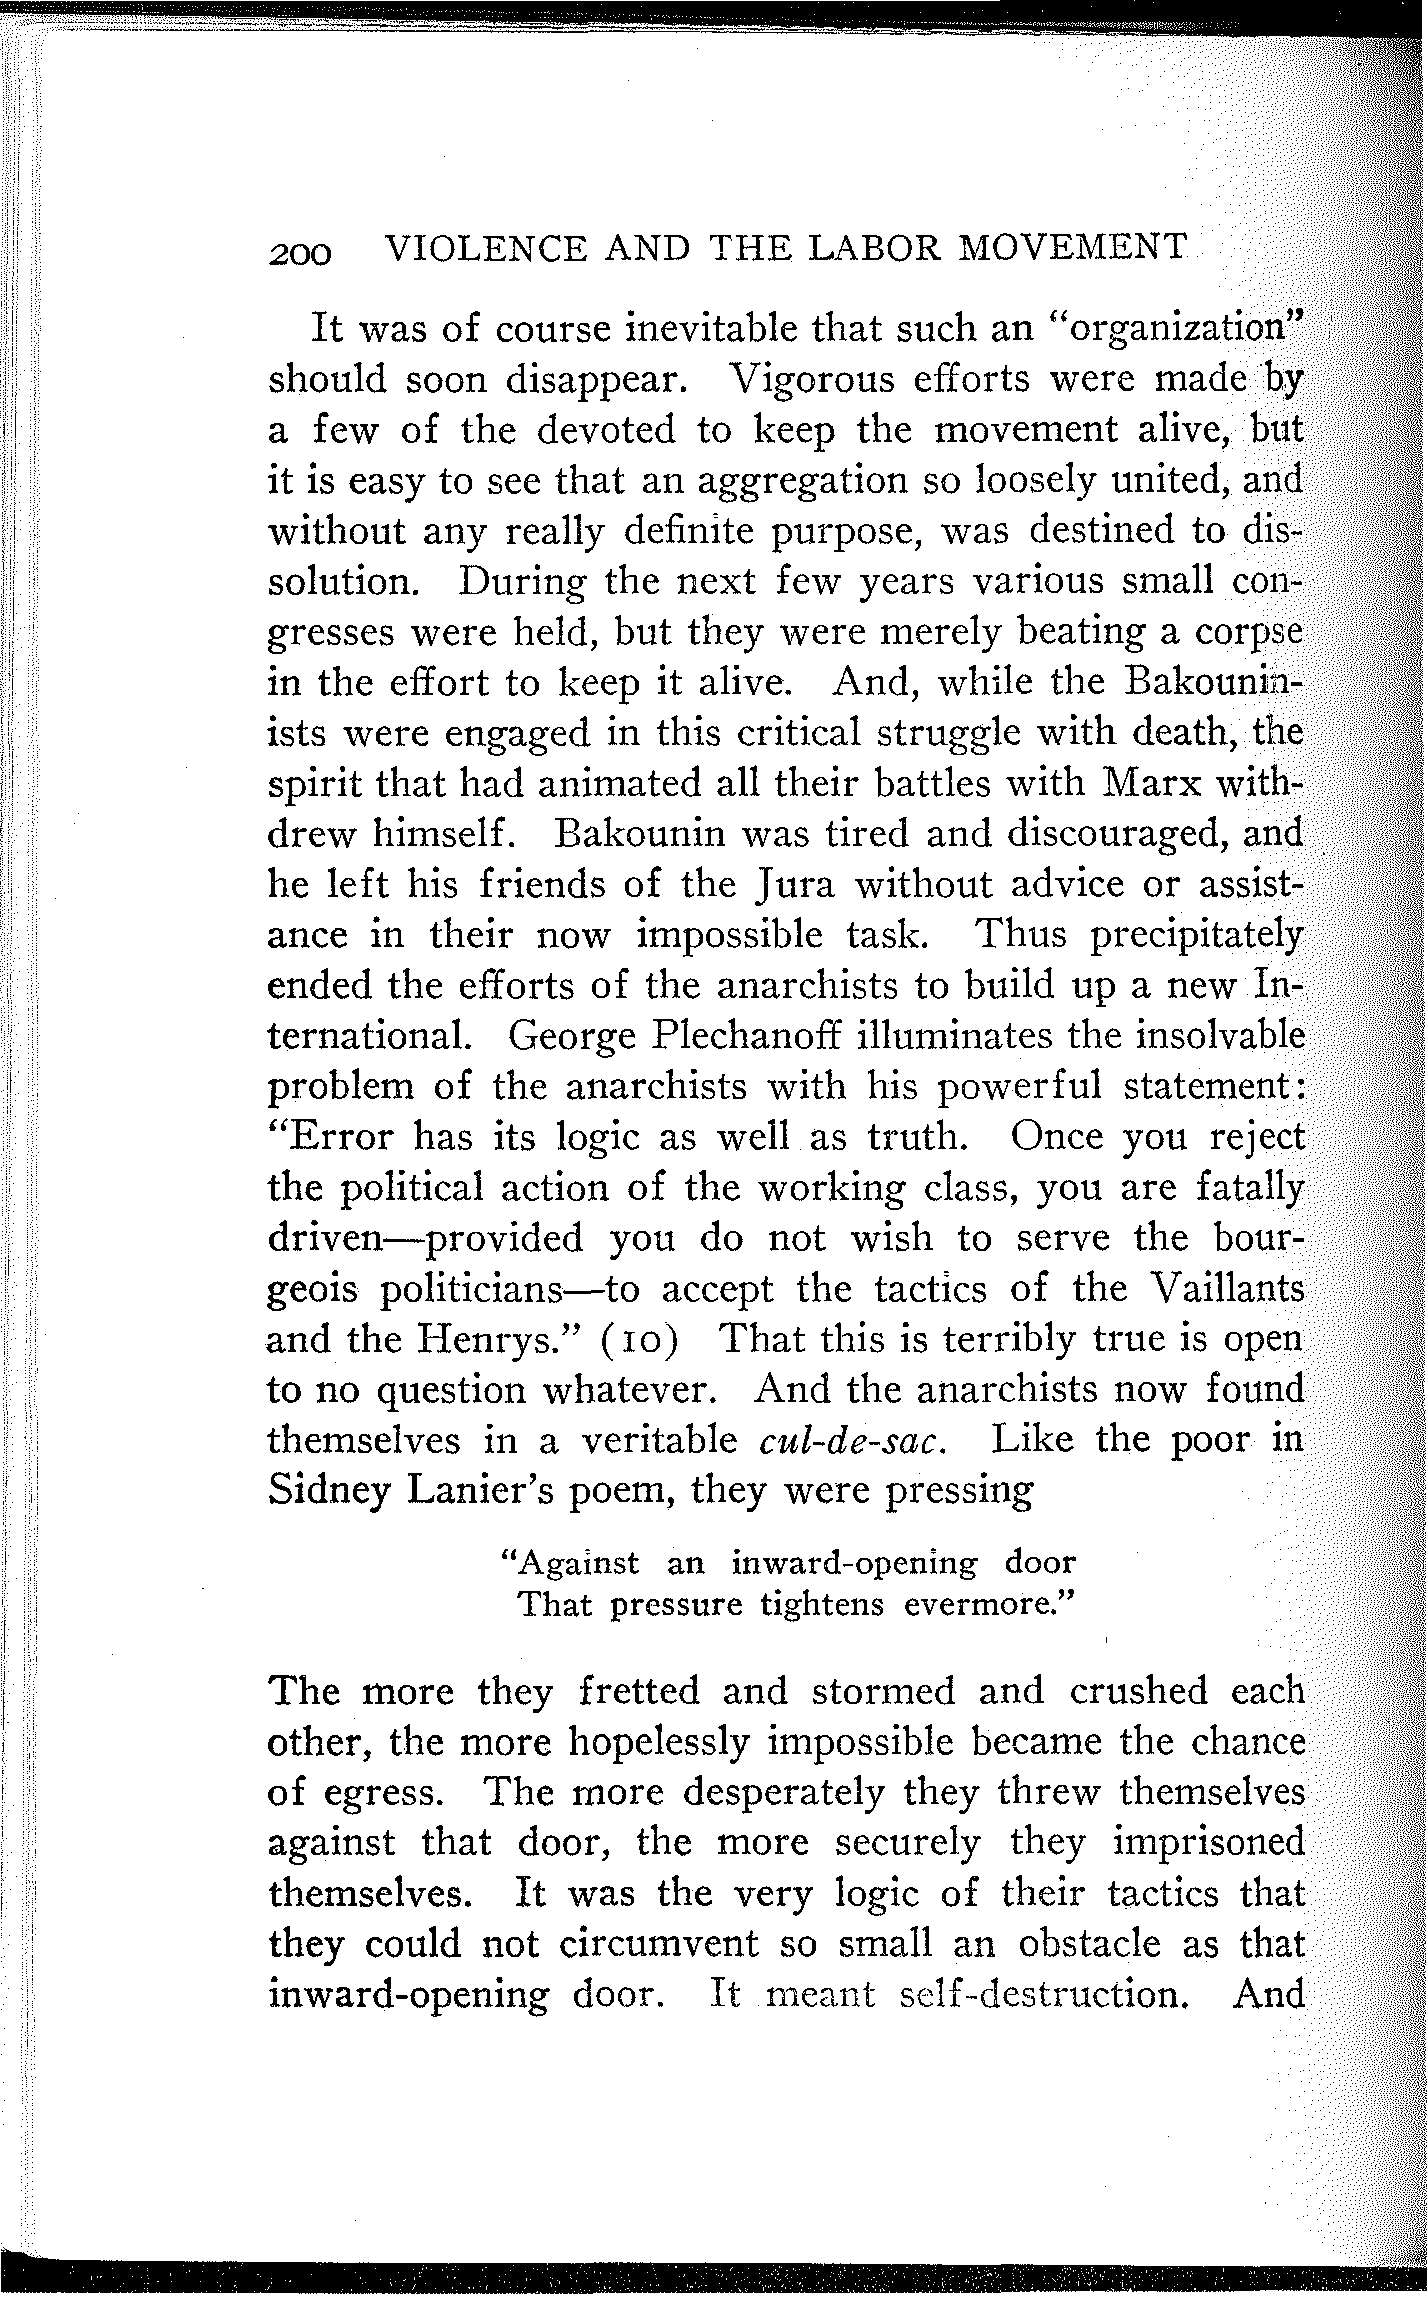 200 VIOLENCE AND THE LABOR MOVEMENT
It was of course inevitable that such an "organization"
should soon disappear. Vigorous efforts were made by
a few of the devoted to keep the movement alive, but
it is easy to see that an aggregation so loosely united, and
without any really definite purpose, was destined to dis-
solution. During the next few years various small con-
gresses were held, but they were merely beating a corpse
in the effort to keep it alive. And, while the Bakounin-
ists were engaged in this critical struggle with death, the
spirit that had animated all their battles with Marx with-
drew himself. Bakounin was tired and discouraged, and
he left his friends of the Jura without advice or assist-
ance in their now impossible task. Thus precipitately
ended the efforts of the anarchists to build up a new In-
ternational. George Plechanoff illuminates the insolvable
problem of the anarchists with his powerful statement:
"Error has its logic as well as truth. Once you reject
the political action of the working class, you are fatally
driven—provided you do not wish to serve the bour-
geois politicians—to accept the tactics of the Vaillants
and the Henrys." (10) That this is terribly true is open
to no question whatever. And the anarchists now found
themselves in a veritable cul-de-sac. Like the poor in
Sidney Lanier's poem, they were pressing
"Against an inward-opening door
That pressure tightens evermore."
The more they fretted and stormed and crushed each
other, the more hopelessly impossible became the chance
of egress. The more desperately they threw themselves
against that door, the more securely they imprisoned
themselves. It was the very logic of their tactics that
they could not circumvent so small an obstacle as that
inward-opening door. It meant self-destruction. And